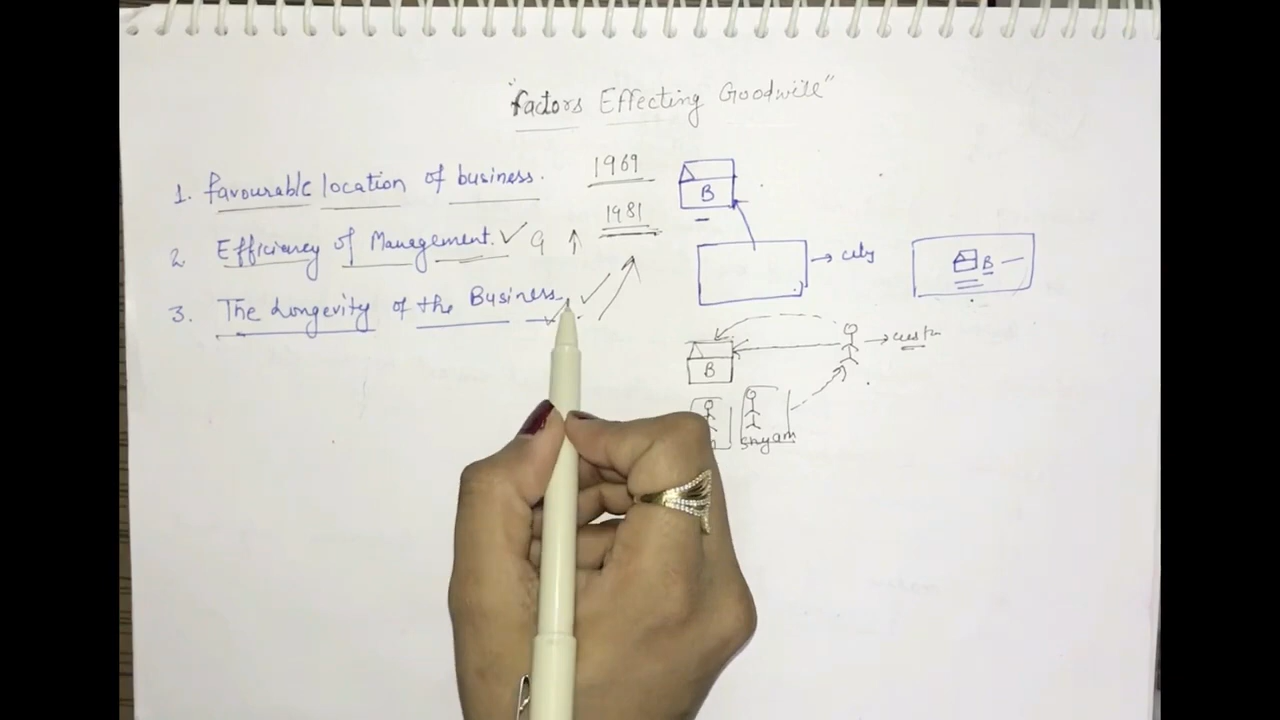 "Factors Effecting Goodwill"
1. Favourable location of business.
1969
B
2 Efficiency of Management. ✓ G ↑
1981
→ city
B
3. The Longevity of the Business
B
shyam